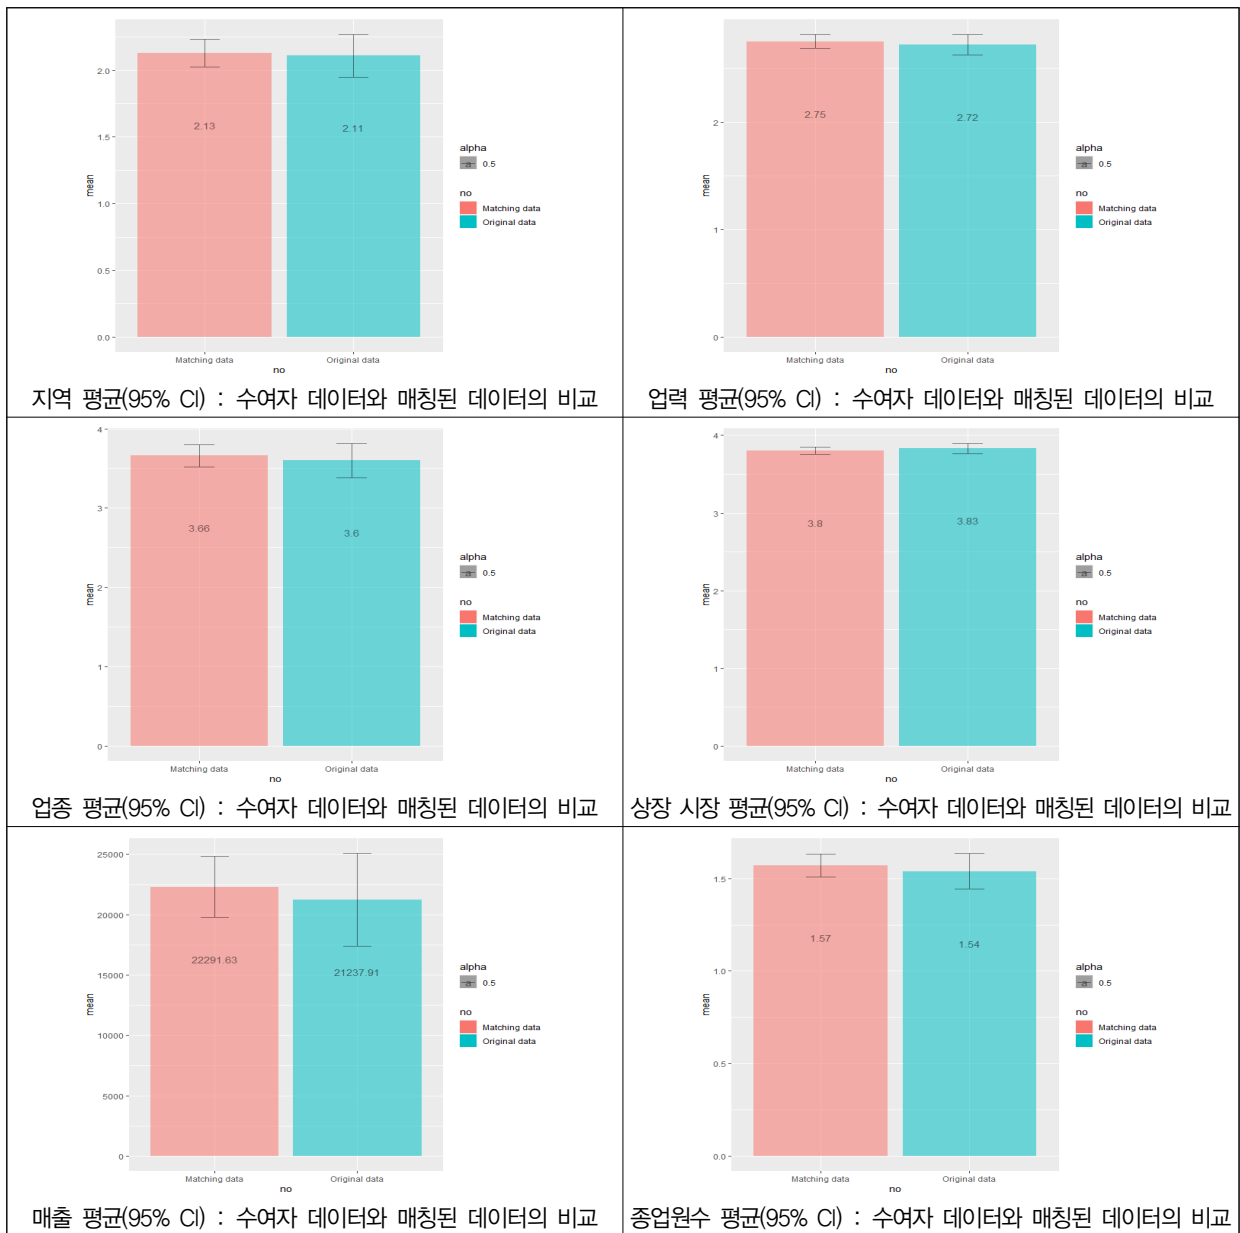 2.0
1.5
1.0
0.5
0.0
mean
2.13
2.11
Matching data
Original data
no
alpha
a 0.5
no
Matching data
Original data
지역 평균(95% CI) : 수여자 데이터와 매칭된 데이터의 비교
2
1
0
mean
2.75
2.72
Matching data
Original data
no
alpha
a 0.5
no
Matching data
Original data
업력 평균(95% CI) : 수여자 데이터와 매칭된 데이터의 비교
4
3
2
1
0
mean
3.66
3.6
Matching data
Original data
no
alpha
a 0.5
no
Matching data
Original data
업종 평균(95% CI) : 수여자 데이터와 매칭된 데이터의 비교
4
3
2
1
0
mean
3.8
3.83
Matching data
Original data
no
alpha
a 0.5
no
Matching data
Original data
상장 시장 평균(95% CI) : 수여자 데이터와 매칭된 데이터의 비교
25000
20000
15000
10000
5000
0
mean
22291.63
21237.91
Matching data
Original data
no
alpha
a 0.5
no
Matching data
Original data
매출 평균(95% CI) : 수여자 데이터와 매칭된 데이터의 비교
1.5
1.0
0.5
0.0
mean
1.57
1.54
Matching data
Original data
no
alpha
a 0.5
no
Matching data
Original data
종업원수 평균(95% CI) : 수여자 데이터와 매칭된 데이터의 비교